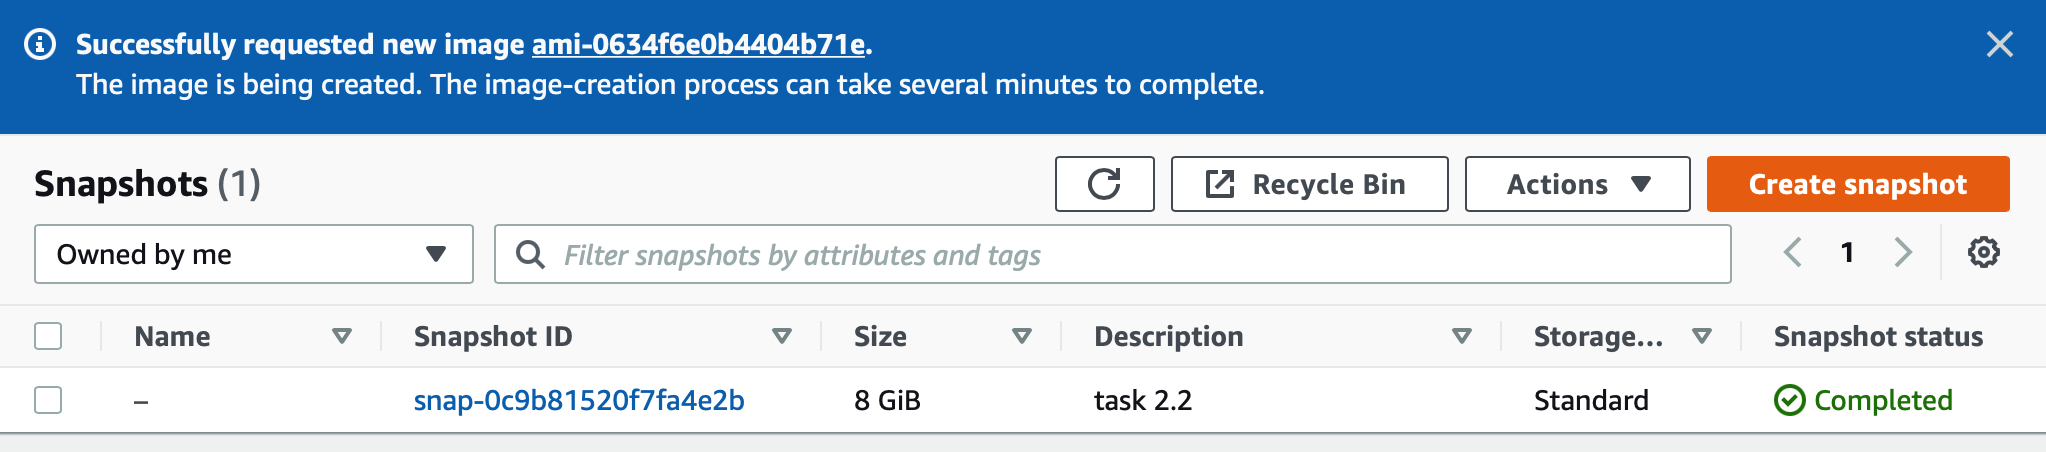 Successfully requested new image ami-0634f6e0b4404b71e.
The image is being created. The image-creation process can take several minutes to complete.
Snapshots (1)
Recycle Bin
Actions
Create snapshot
Owned by me
Filter snapshots by attributes and tags
1
Name Snapshot ID Size Description Storage... Snapshot status
– snap-0c9b81520f7fa4e2b 8 GiB task 2.2 Standard Completed